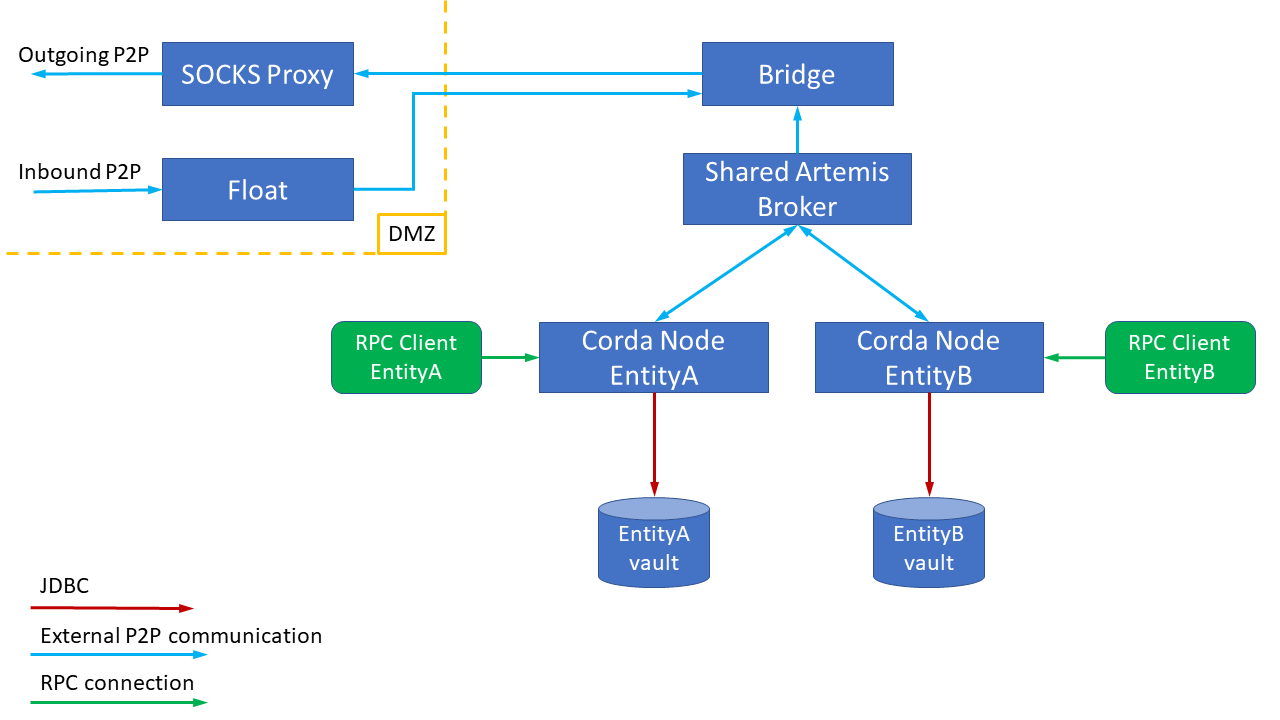 Outgoing P2P
SOCKS Proxy
Bridge
Inbound P2P
Float
Shared Artemis
Broker
DMZ
RPC Client
EntityA
Corda Node
EntityA
Corda Node
EntityB
RPC Client
EntityB
EntityA
vault
EntityB
vault
JDBC
External P2P communication
RPC connection